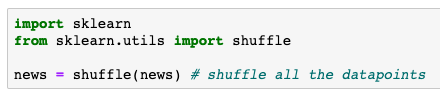 import sklearn
from sklearn.utils import shuffle
news = shuffle(news) # shuffle all the datapoints